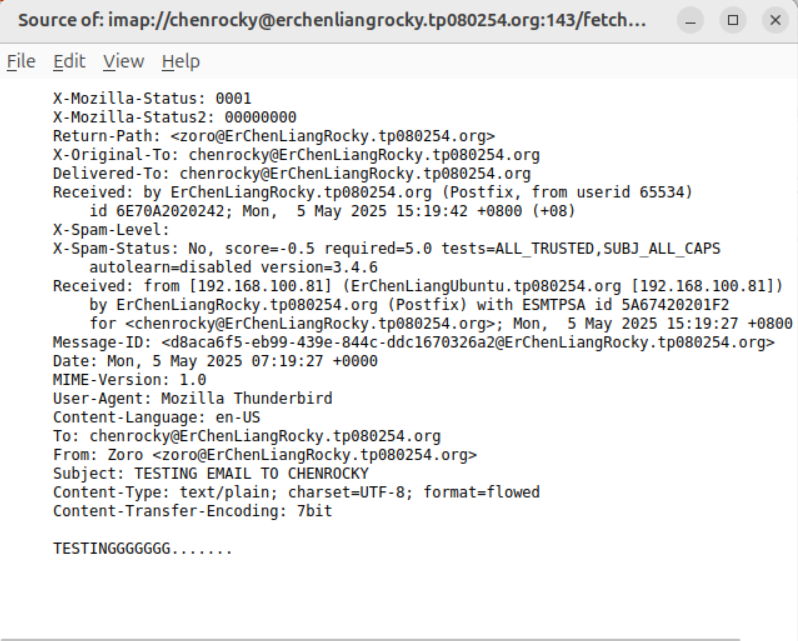 Source of: imap://chenrocky@erchenliangrocky.tp080254.org:143/fetch...
File Edit View Help
X-Mozilla-Status: 0001
X-Mozilla-Status2: 00000000
Return-Path: <zoro@ErChenLiangRocky.tp080254.org>
X-Original-To: chenrocky@ErChenLiangRocky.tp080254.org
Delivered-To: chenrocky@ErChenLiangRocky.tp080254.org
Received: by ErChenLiangRocky.tp080254.org (Postfix, from userid 65534)
id 6E70A2020242; Mon,  5 May 2025 15:19:42 +0800 (+08)
X-Spam-Level:
X-Spam-Status: No, score=-0.5 required=5.0 tests=ALL_TRUSTED,SUBJ_ALL_CAPS
autolearn=disabled version=3.4.6
Received: from [192.168.100.81] (ErChenLiangUbuntu.tp080254.org [192.168.100.81])
by ErChenLiangRocky.tp080254.org (Postfix) with ESMTPSA id 5A67420201F2
for <chenrocky@ErChenLiangRocky.tp080254.org>; Mon,  5 May 2025 15:19:27 +0800
Message-ID: <d8aca6f5-eb99-439e-844c-ddc1670326a2@ErChenLiangRocky.tp080254.org>
Date: Mon, 5 May 2025 07:19:27 +0000
MIME-Version: 1.0
User-Agent: Mozilla Thunderbird
Content-Language: en-US
To: chenrocky@ErChenLiangRocky.tp080254.org
From: Zoro <zoro@ErChenLiangRocky.tp080254.org>
Subject: TESTING EMAIL TO CHENROCKY
Content-Type: text/plain; charset=UTF-8; format=flowed
Content-Transfer-Encoding: 7bit
TESTINGGGGGGG.......